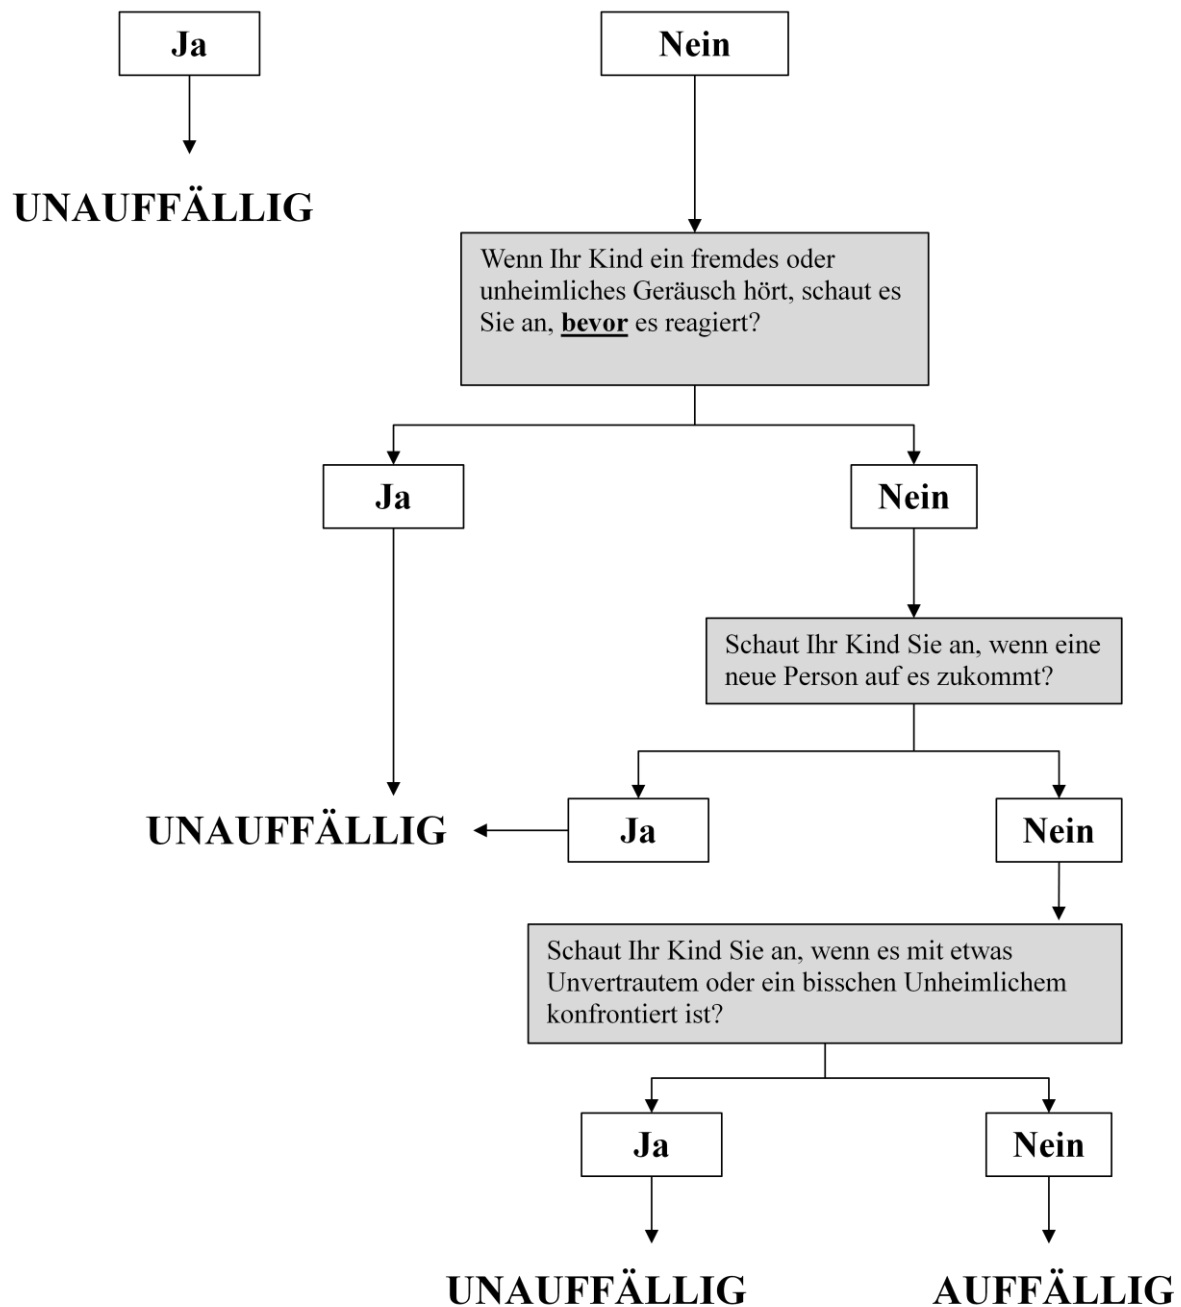 Ja
Nein
UNAUFFÄLLIG
Wenn Ihr Kind ein fremdes oder
unheimliches Geräusch hört, schaut es
Sie an, bevor es reagiert?
Ja
Nein
Schaut Ihr Kind Sie an, wenn eine
neue Person auf es zukommt?
UNAUFFÄLLIG
Ja
Nein
Schaut Ihr Kind Sie an, wenn es mit etwas
Unvertrautem oder ein bisschen Unheimlichem
konfrontiert ist?
Ja
Nein
UNAUFFÄLLIG
AUFFÄLLIG